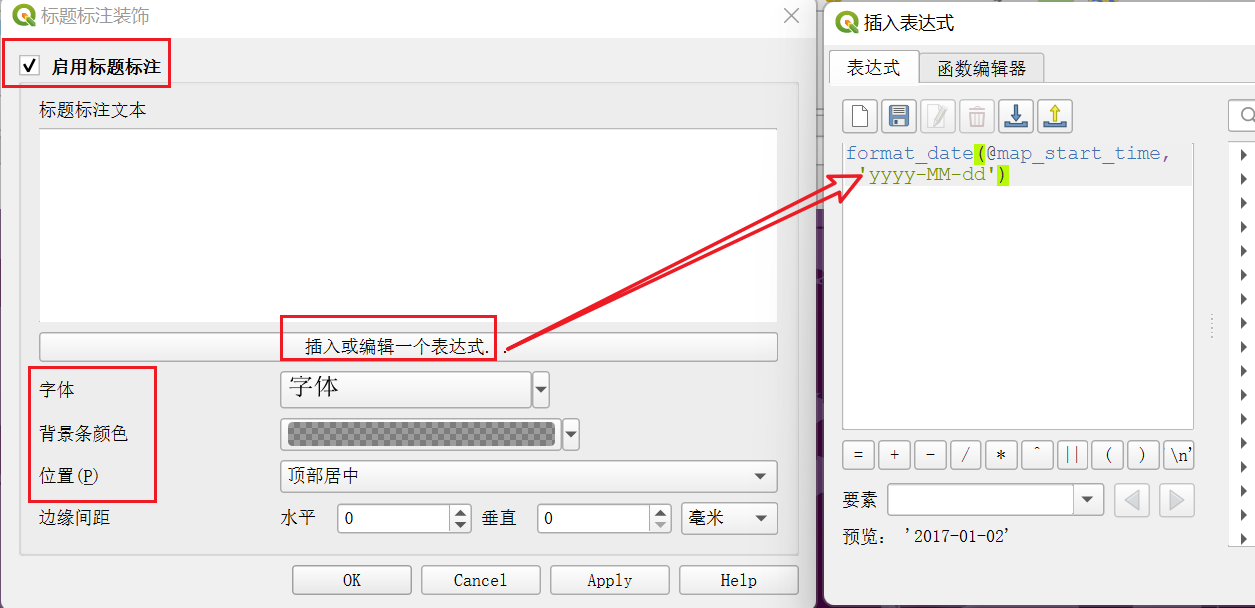 标题标注装饰
启用标题标注
标题标注文本
插入或编辑一个表达式. .
字体
字体
背景条颜色
位置(P)
顶部居中
边缘间距
水平
0
垂直
0
毫米
OK
Cancel
Apply
Help
插入表达式
表达式
函数编辑器
format_date(@map_start_time,
'yyyy-MM-dd')
= + - / * ^ || ( ) \n'
要素
预览: '2017-01-02'